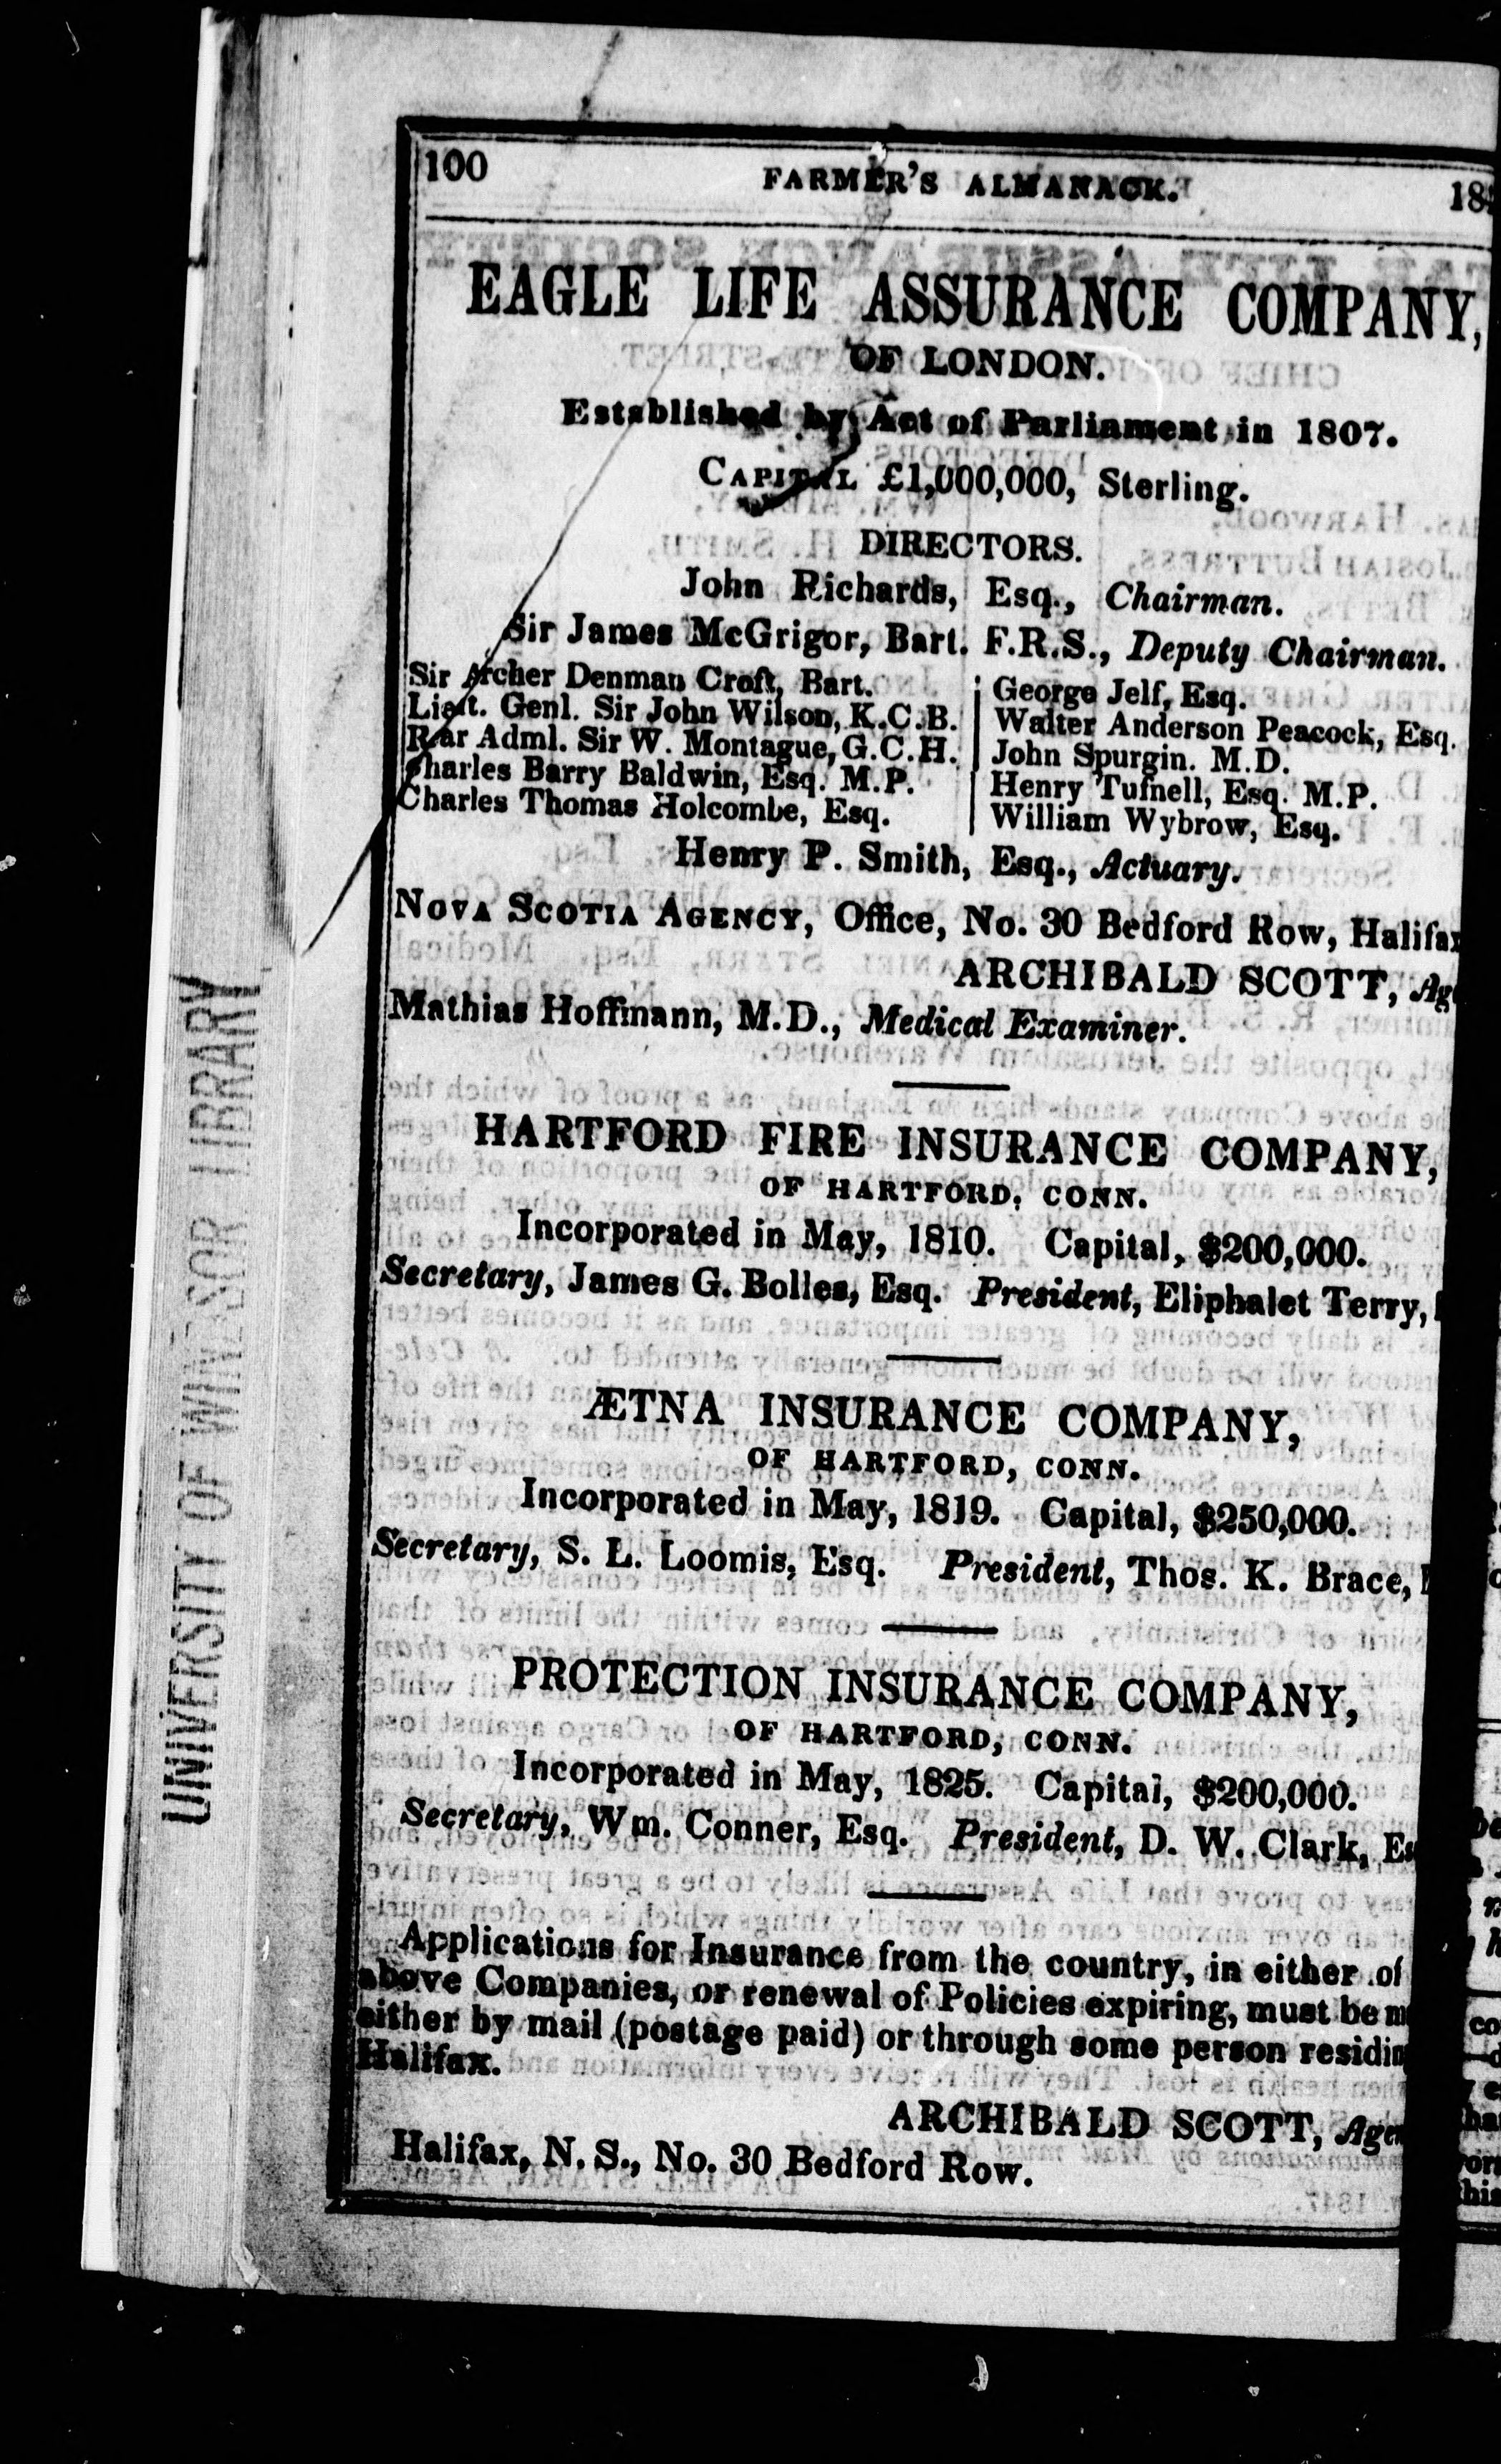 100 FARMER'S ALMANACK.
EAGLE LIFE ASSURANCE COMPANY,
OF LONDON.
Established by Act of Parliament in 1807.
CAPITAL £1,000,000, Sterling.
DIRECTORS.
John Richards, Esq., Chairman.
Sir James McGrigor, Bart. F.R.S., Deputy Chairman.
Sir Archer Denman Croft, Bart.
Lieut. Genl. Sir John Wilson, K.C.B.
Rear Adml. Sir W. Montague, G.C.H.
Charles Barry Baldwin, Esq. M.P.
Charles Thomas Holcombe, Esq.
George Jelf, Esq.
Walter Anderson Peacock, Esq.
John Spurgin. M.D.
Henry Tufnell, Esq. M.P.
William Wybrow, Esq.
Henry P. Smith, Esq., Actuary.
NOVA SCOTIA AGENCY, Office, No. 30 Bedford Row, Halifax
ARCHIBALD SCOTT,
Mathias Hoffmann, M.D., Medical Examiner.
HARTFORD FIRE INSURANCE COMPANY,
OF HARTFORD, CONN.
Incorporated in May, 1810. Capital, $200,000.
Secretary, James G. Bolles, Esq. President, Eliphalet Terry,
ÆTNA INSURANCE COMPANY,
OF HARTFORD, CONN.
Incorporated in May, 1819. Capital, $250,000.
Secretary, S. L. Loomis, Esq. President, Thos. K. Brace,
PROTECTION INSURANCE COMPANY,
OF HARTFORD, CONN.
Incorporated in May, 1825. Capital, $200,000.
Secretary, Wm. Conner, Esq. President, D. W. Clark,
Applications for Insurance from the country, in either of
above Companies, or renewal of Policies expiring, must be
either by mail (postage paid) or through some person
Halifax.
ARCHIBALD SCOTT,
Halifax, N. S., No. 30 Bedford Row.
UNIVERSITY OF WINDSOR LIBRARY